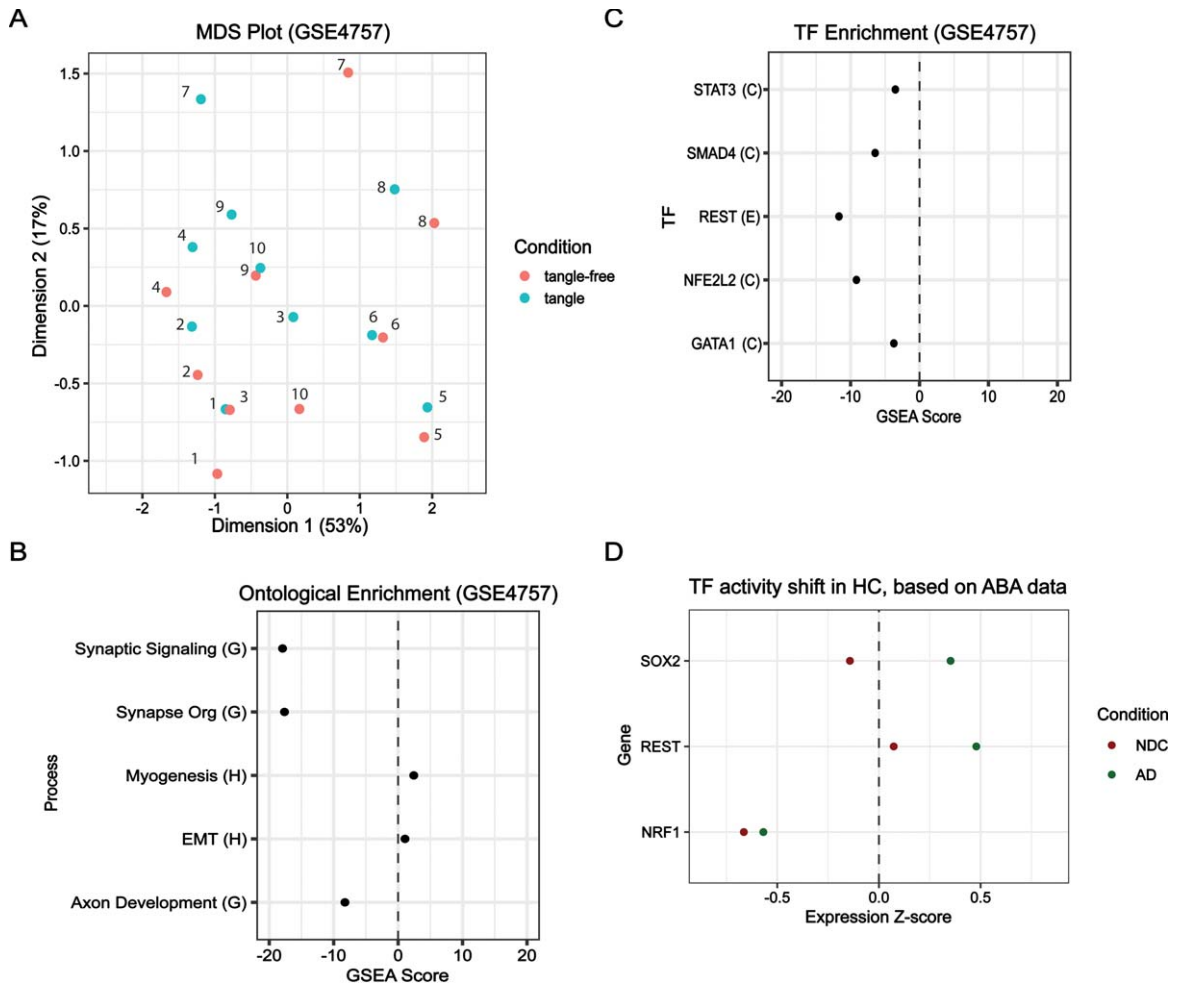 A
MDS Plot (GSE4757)
Dimension 2 (17%)
1.5
1.0
0.5
0.0
-0.5
-1.0
7
7
8
8
9
4
10
9
4
3
6
6
2
2
1
3
10
5
5
1
-2
-1
0
1
2
Dimension 1 (53%)
Condition
tangle-free
tangle
C
TF Enrichment (GSE4757)
TF
STAT3 (C)
SMAD4 (C)
REST (E)
NFE2L2 (C)
GATA1 (C)
-20
-10
0
10
20
GSEA Score
B
Ontological Enrichment (GSE4757)
Process
Synaptic Signaling (G)
Synapse Org (G)
Myogenesis (H)
EMT (H)
Axon Development (G)
-20
-10
0
10
20
GSEA Score
D
TF activity shift in HC, based on ABA data
Gene
SOX2
REST
NRF1
-0.5
0.0
0.5
Expression Z-score
Condition
NDC
AD